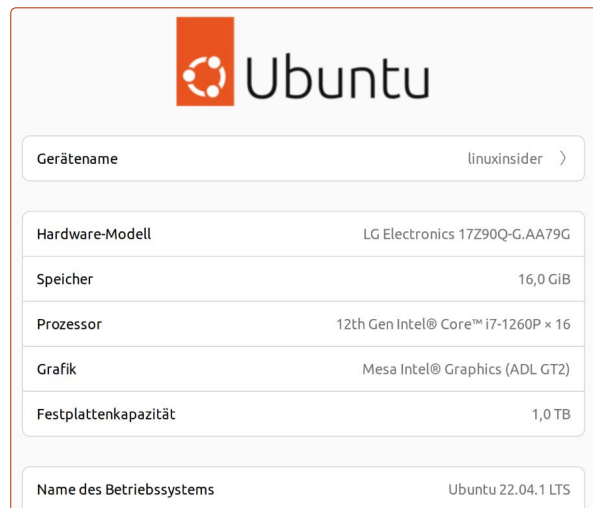 Ubuntu
Gerätename linuxinsider
Hardware-Modell LG Electronics 17Z90Q-G.AA79G
Speicher 16,0 GiB
Prozessor 12th Gen Intel® Core™ i7-1260P × 16
Grafik Mesa Intel® Graphics (ADL GT2)
Festplattenkapazität 1,0 TB
Name des Betriebssystems Ubuntu 22.04.1 LTS